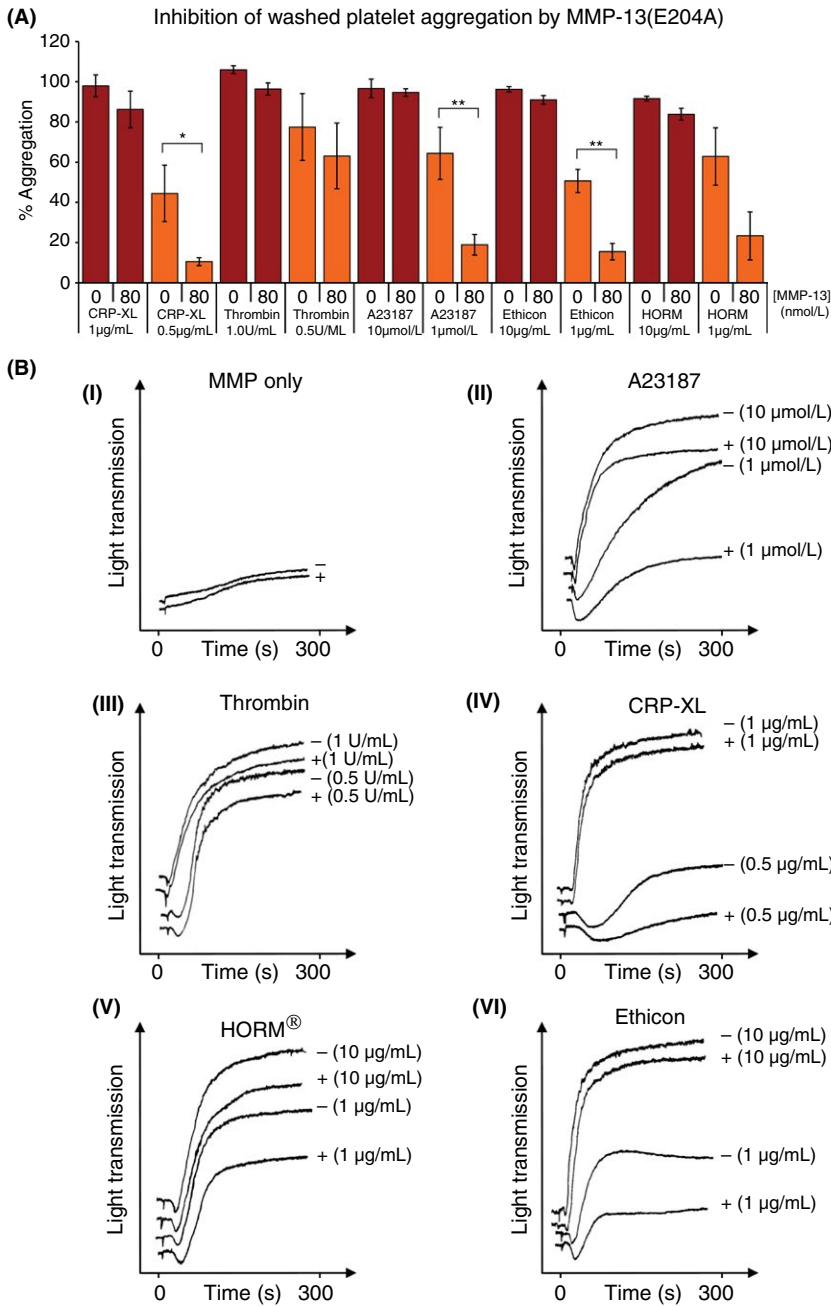 (A)
Inhibition of washed platelet aggregation by MMP-13(E204A)
% Aggregation
120
100
80
60
40
20
0
*
**
**
0 80 0 80 0 80 0 80 0 80 0 80 0 80 0 80 0 80 0 80 [MMP-13]
CRP-XL CRP-XL Thrombin Thrombin A23187 A23187 Ethicon Ethicon HORM HORM (nmol/L)
1µg/mL 0.5µg/mL 1.0U/mL 0.5U/ML 10µmol/L 1µmol/L 10µg/mL 1µg/mL 10µg/mL 1µg/mL
(B)
(I)
MMP only
Light transmission
–
+
0 Time (s) 300
(II)
A23187
Light transmission
– (10 µmol/L)
+ (10 µmol/L)
– (1 µmol/L)
+ (1 µmol/L)
0 Time (s) 300
(III)
Thrombin
Light transmission
– (1 U/mL)
+(1 U/mL)
– (0.5 U/mL)
+ (0.5 U/mL)
0 Time (s) 300
(IV)
CRP-XL
Light transmission
– (1 µg/mL)
+ (1 µg/mL)
– (0.5 µg/mL)
+ (0.5 µg/mL)
0 Time (s) 300
(V)
HORM®
Light transmission
– (10 µg/mL)
+ (10 µg/mL)
– (1 µg/mL)
+ (1 µg/mL)
0 Time (s) 300
(VI)
Ethicon
Light transmission
– (10 µg/mL)
+ (10 µg/mL)
– (1 µg/mL)
+ (1 µg/mL)
0 Time (s) 300